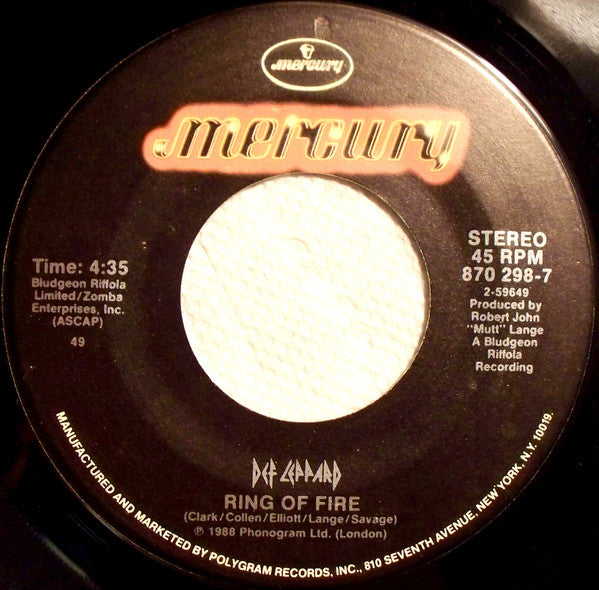 mercury
mercury
Time: 4:35
Bludgeon Riffola
Limited/Zomba
Enterprises, Inc.
(ASCAP)
49
STEREO
45 RPM
870 298-7
2-59649
Produced by
Robert John
"Mutt" Lange
A Bludgeon
Riffola
Recording
DEF LEPPARD
RING OF FIRE
(Clark/Collen/Elliott/Lange/Savage)
℗ 1988 Phonogram Ltd. (London)
MANUFACTURED AND MARKETED BY POLYGRAM RECORDS, INC., 810 SEVENTH AVENUE, NEW YORK, N.Y. 10019.